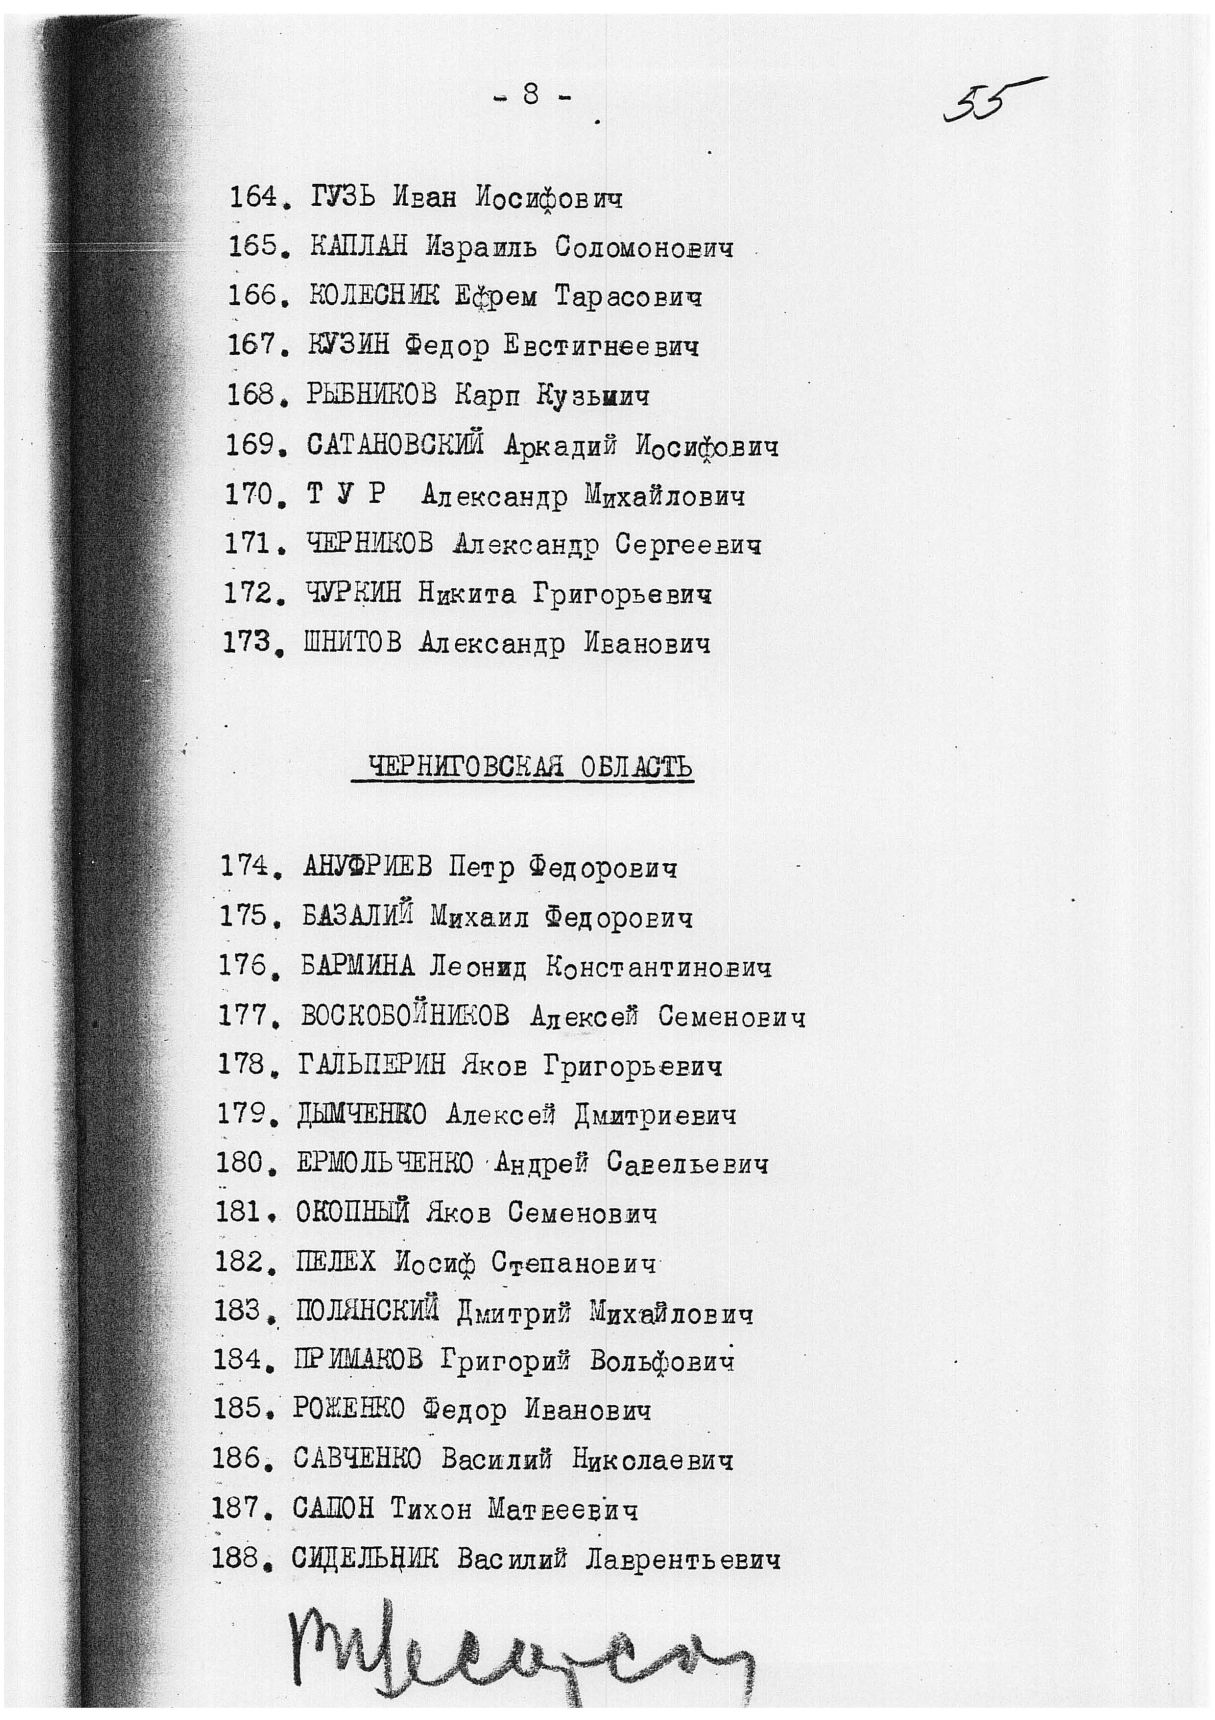 - 8 -
55
164. ГУЗЬ Иван Иосифович
165. КАПЛАН Израиль Соломонович
166. КОЛЕСНИК Ефрем Тарасович
167. КУЗИН Федор Евстигнеевич
168. РЫБНИКОВ Карп Кузьмич
169. САТАНОВСКИЙ Аркадий Иосифович
170. Т У Р Александр Михайлович
171. ЧЕРНИКОВ Александр Сергеевич
172. ЧУРКИН Никита Григорьевич
173. ШНИТОВ Александр Иванович
ЧЕРНИГОВСКАЯ ОБЛАСТЬ
174. АНУФРИЕВ Петр Федорович
175. БАЗАЛИЙ Михаил Федорович
176. БАРМИНА Леонид Константинович
177. ВОСКОБОЙНИКОВ Алексей Семенович
178. ГАЛЬПЕРИН Яков Григорьевич
179. ДЫМЧЕНКО Алексей Дмитриевич
180. ЕРМОЛЬЧЕНКО Андрей Савельевич
181. ОКОПНЫЙ Яков Семенович
182. ПЕЛЕХ Иосиф Степанович
183. ПОЛЯНСКИЙ Дмитрий Михайлович
184. ПРИМАКОВ Григорий Вольфович
185. РОЖЕНКО Федор Иванович
186. САВЧЕНКО Василий Николаевич
187. САПОН Тихон Матвеевич
188. СИДЕЛЬНИК Василий Лаврентьевич